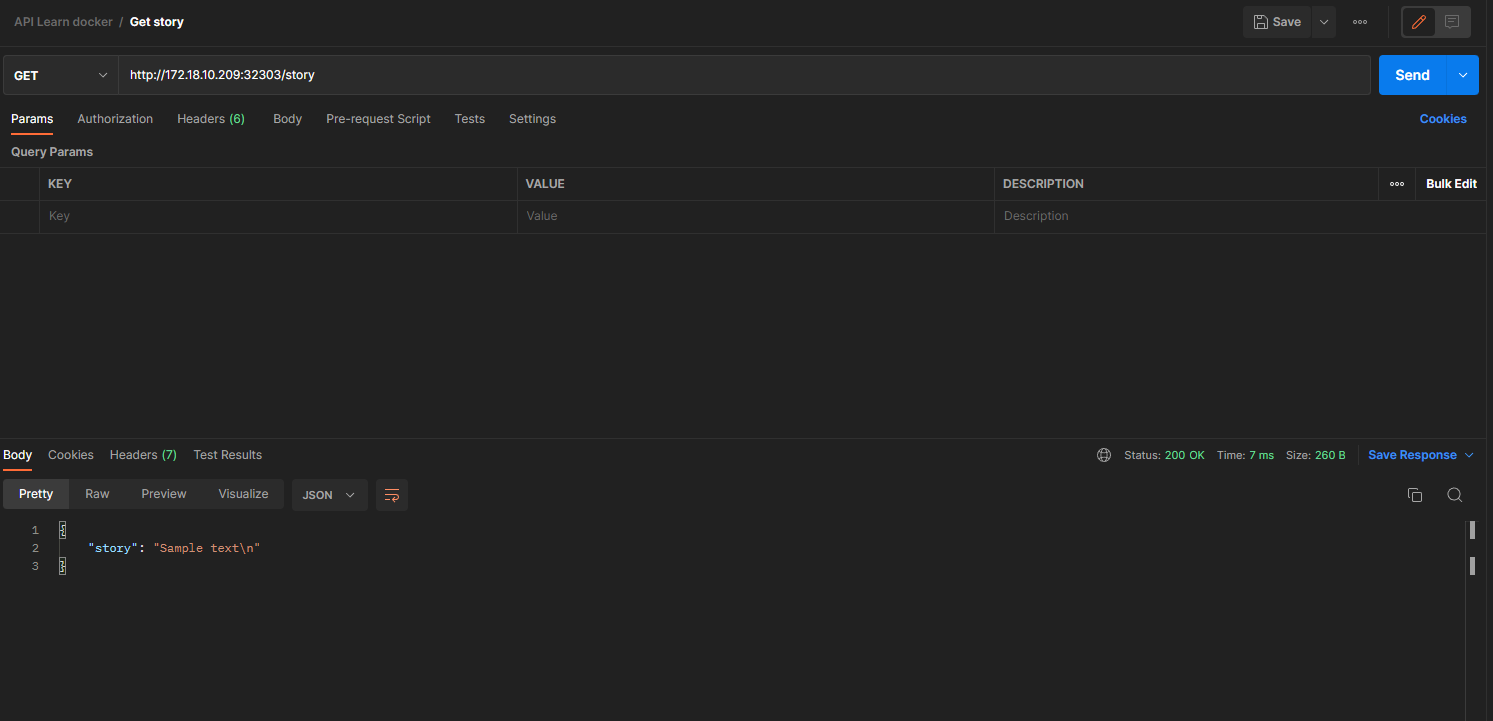 API Learn docker / Get story
Save
GET
http://172.18.10.209:32303/story
Send
Params Authorization Headers (6) Body Pre-request Script Tests Settings Cookies
Query Params
KEY VALUE DESCRIPTION Bulk Edit
Key Value Description
Body Cookies Headers (7) Test Results Status: 200 OK Time: 7 ms Size: 260 B Save Response
Pretty Raw Preview Visualize JSON
1 {
2 "story": "Sample text\n"
3 }